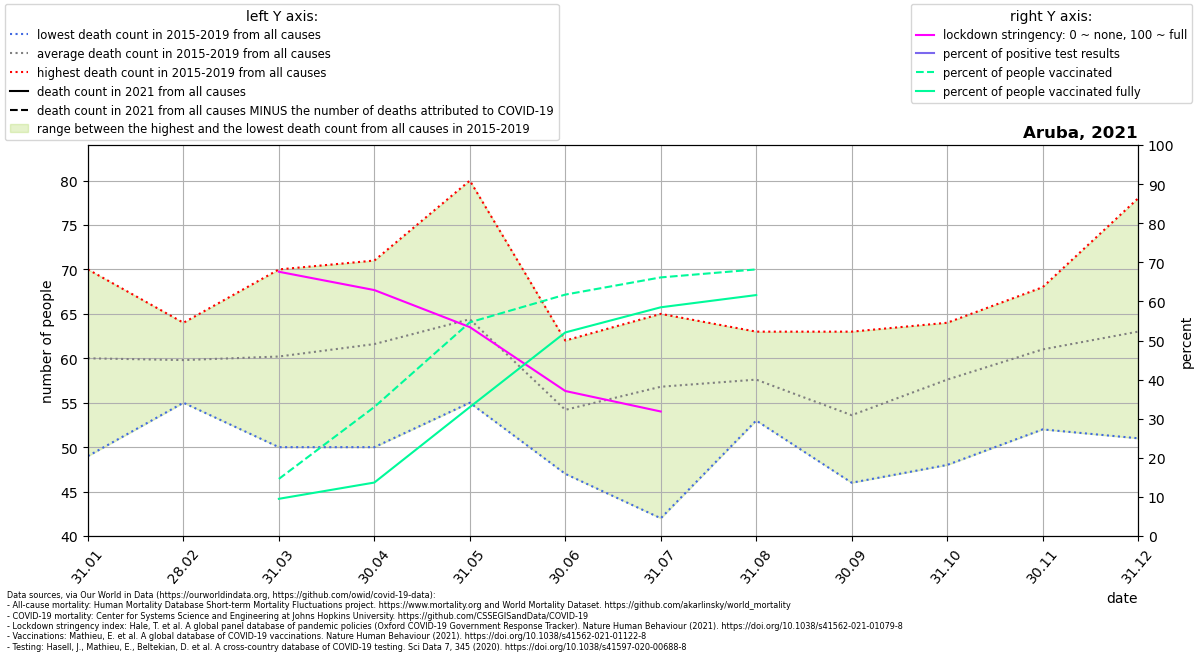 left Y axis:
lowest death count in 2015-2019 from all causes
average death count in 2015-2019 from all causes
highest death count in 2015-2019 from all causes
death count in 2021 from all causes
death count in 2021 from all causes MINUS the number of deaths attributed to COVID-19
range between the highest and the lowest death count from all causes in 2015-2019
right Y axis:
lockdown stringency: 0 ~ none, 100 ~ full
percent of positive test results
percent of people vaccinated
percent of people vaccinated fully
Aruba, 2021
number of people
80
75
70
65
60
55
50
45
40
100
90
80
70
60
50
40
30
20
10
0
percent
31.01
28.02
31.03
30.04
31.05
30.06
31.07
31.08
30.09
31.10
30.11
31.12
date
Data sources, via Our World in Data (https://ourworldindata.org, https://github.com/owid/covid-19-data):
- All-cause mortality: Human Mortality Database Short-term Mortality Fluctuations project. https://www.mortality.org and World Mortality Dataset. https://github.com/akarlinsky/world_mortality
- COVID-19 mortality: Center for Systems Science and Engineering at Johns Hopkins University. https://github.com/CSSEGISandData/COVID-19
- Lockdown stringency index: Hale, T. et al. A global panel database of pandemic policies (Oxford COVID-19 Government Response Tracker). Nature Human Behaviour (2021). https://doi.org/10.1038/s41562-021-01079-8
- Vaccinations: Mathieu, E. et al. A global database of COVID-19 vaccinations. Nature Human Behaviour (2021). https://doi.org/10.1038/s41562-021-01122-8
- Testing: Hasell, J., Mathieu, E., Beltekian, D. et al. A cross-country database of COVID-19 testing. Sci Data 7, 345 (2020). https://doi.org/10.1038/s41597-020-00688-8